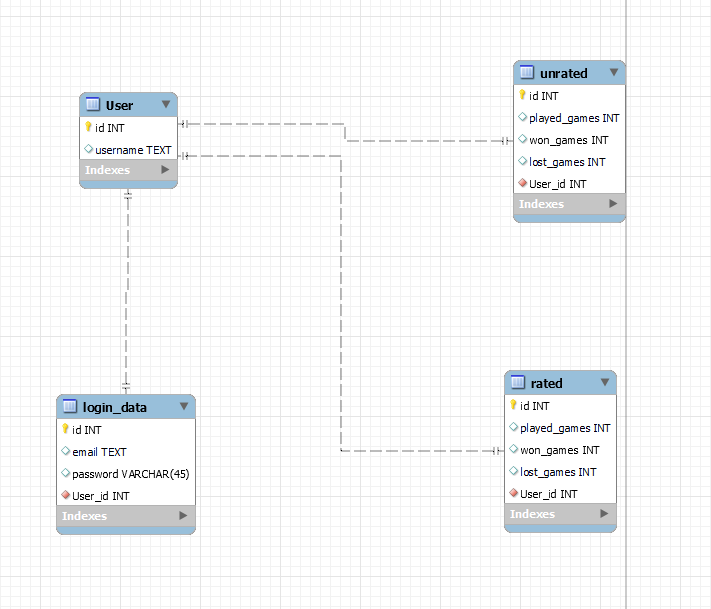 User
id INT
username TEXT
Indexes
unrated
id INT
played_games INT
won_games INT
lost_games INT
User_id INT
Indexes
login_data
id INT
email TEXT
password VARCHAR(45)
User_id INT
Indexes
rated
id INT
played_games INT
won_games INT
lost_games INT
User_id INT
Indexes